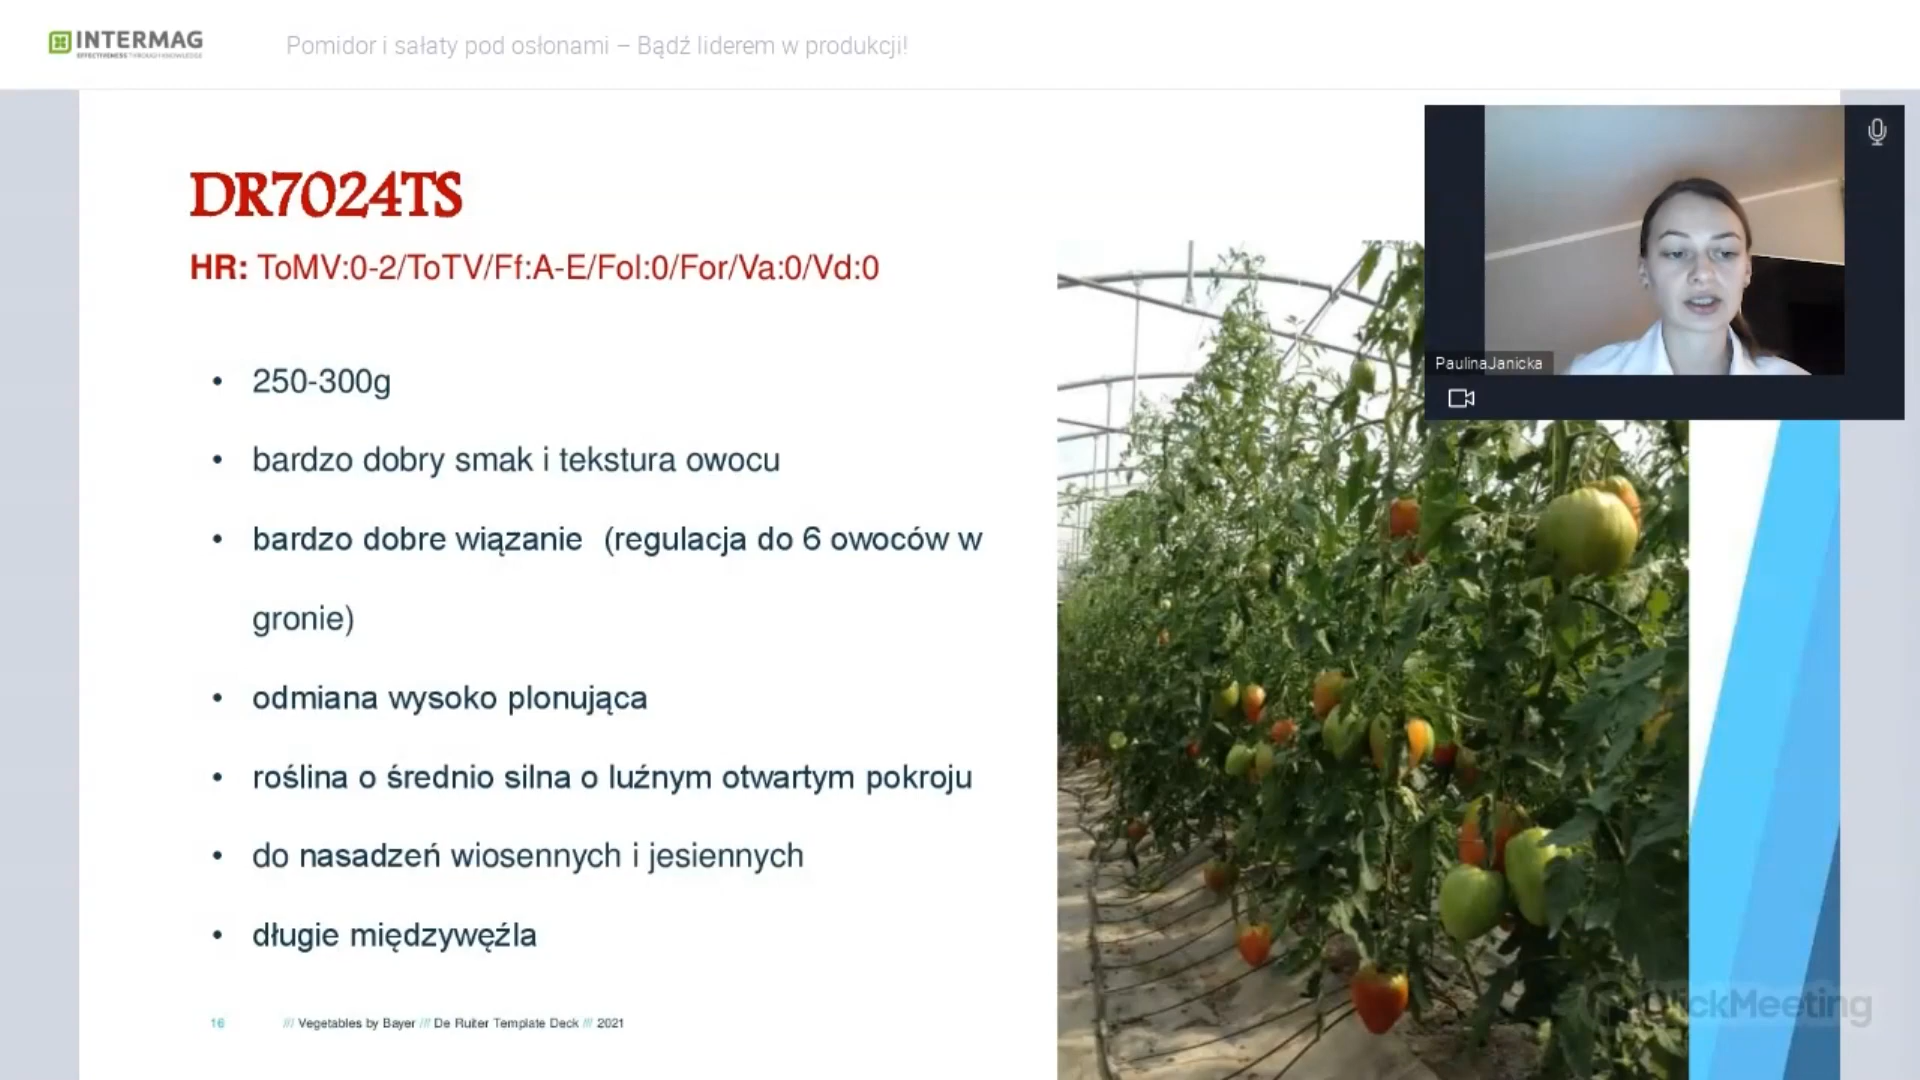 INTERMAG
EFFECTIVENESS THROUGH KNOWLEDGE
Pomidor i sałaty pod osłonami – Bądź liderem w produkcji!
DR7024TS
HR: ToMV:0-2/ToTV/Ff:A-E/Fol:0/For/Va:0/Vd:0
PaulinaJanicka
• 250-300g
• bardzo dobry smak i tekstura owocu
• bardzo dobre wiązanie (regulacja do 6 owoców w
gronie)
• odmiana wysoko plonująca
• roślina o średnio silna o luźnym otwartym pokroju
• do nasadzeń wiosennych i jesiennych
• długie międzywęźla
16 /// Vegetables by Bayer /// De Ruiter Template Deck /// 2021
ClickMeeting